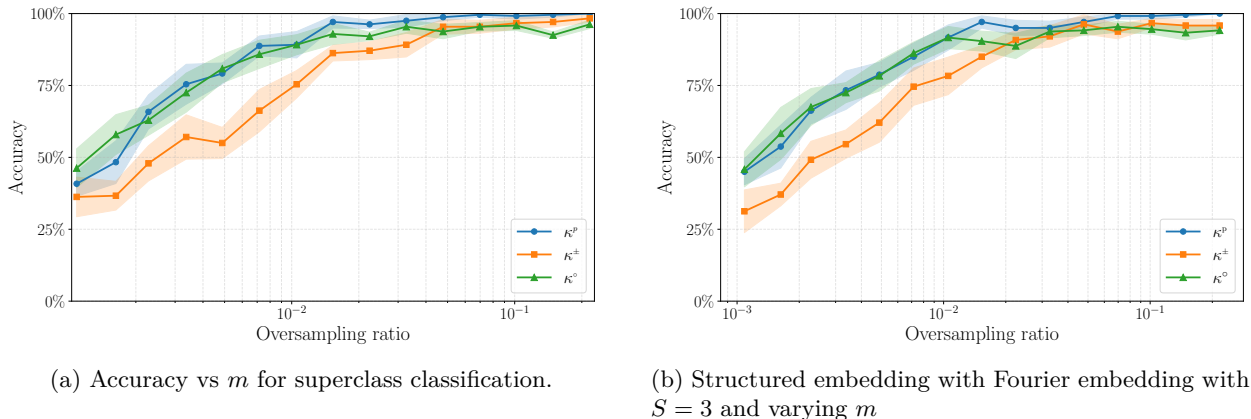 100%
75%
50%
25%
0%
Accuracy
κᵖ
κ±
κ°
10⁻²
10⁻¹
Oversampling ratio
(a) Accuracy vs m for superclass classification.
100%
75%
50%
25%
0%
Accuracy
κᵖ
κ±
κ°
10⁻³
10⁻²
10⁻¹
Oversampling ratio
(b) Structured embedding with Fourier embedding with
S = 3 and varying m